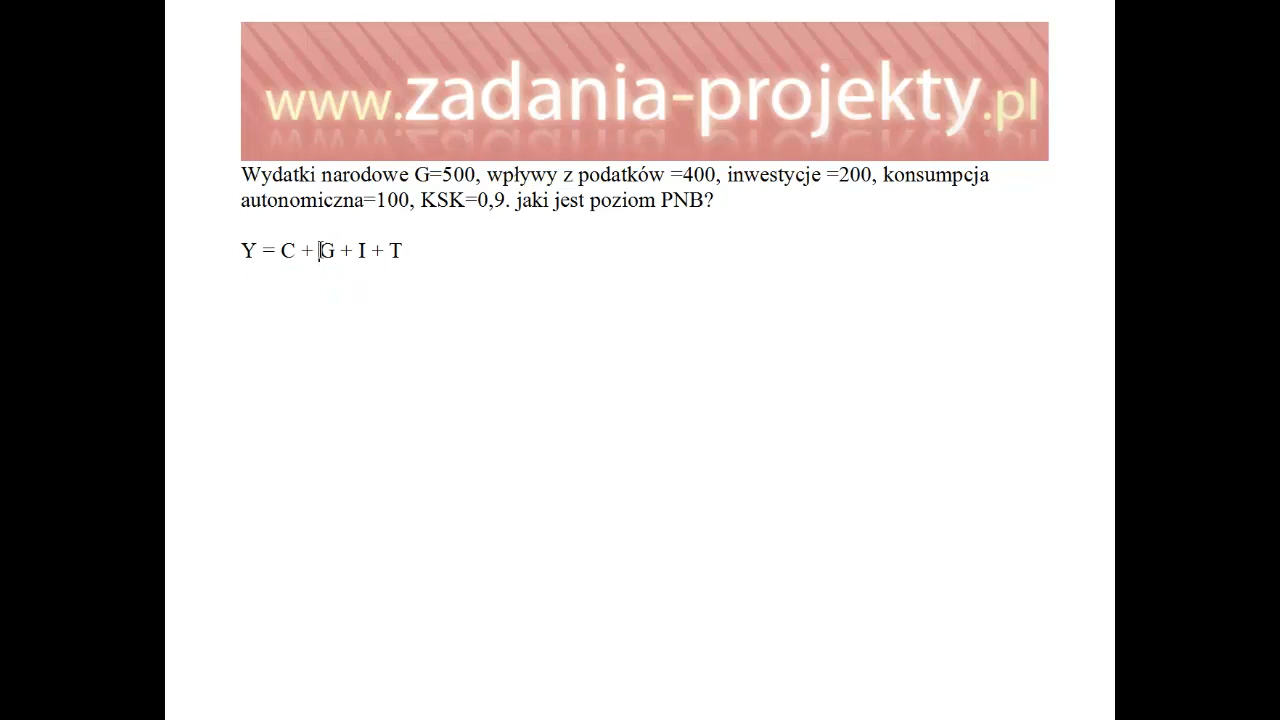 www.zadania-projekty.pl
Wydatki narodowe G=500, wpływy z podatków =400, inwestycje =200, konsumpcja
autonomiczna=100, KSK=0,9. jaki jest poziom PNB?
Y = C + G + I + T